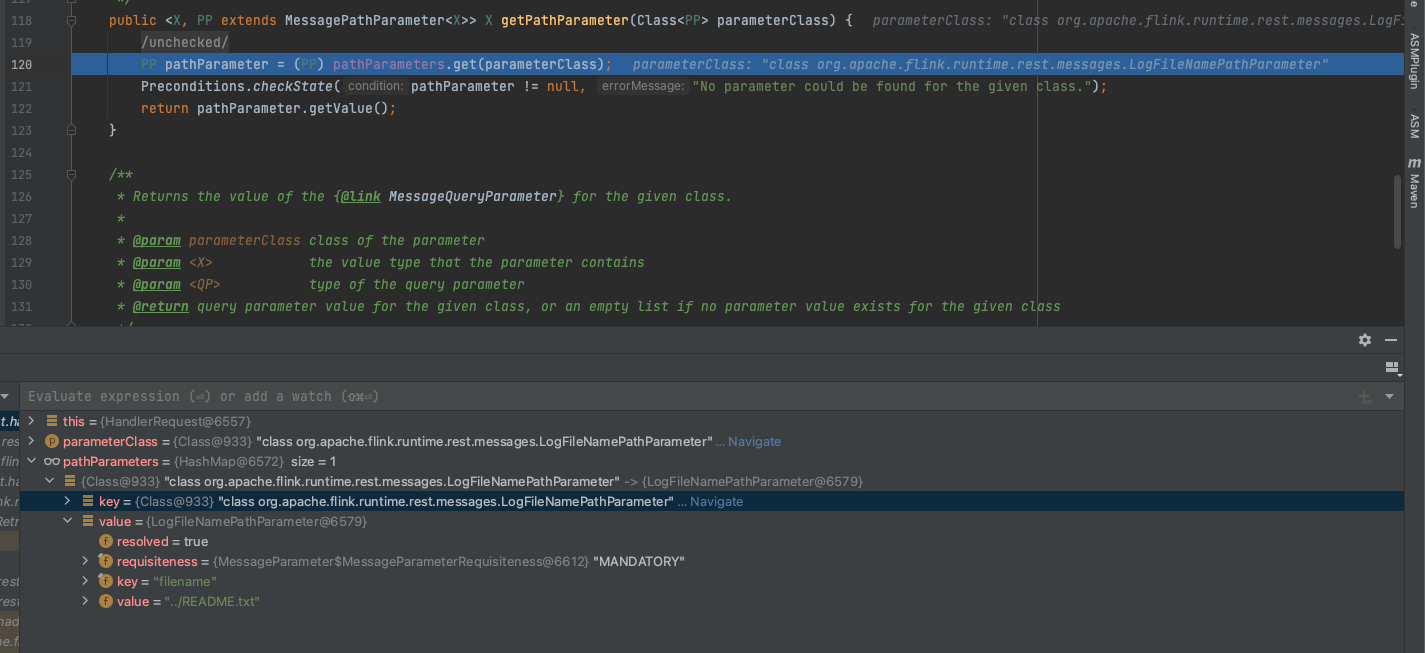 118 public <X, PP extends MessagePathParameter<X>> X getPathParameter(Class<PP> parameterClass) { parameterClass: "class org.apache.flink.runtime.rest.messages.LogFi
119 /unchecked/
120 PP pathParameter = (PP) pathParameters.get(parameterClass); parameterClass: "class org.apache.flink.runtime.rest.messages.LogFileNamePathParameter"
121 Preconditions.checkState( condition: pathParameter != null, errorMessage: "No parameter could be found for the given class.");
122 return pathParameter.getValue();
123 }
124
125 /**
126 * Returns the value of the {@link MessageQueryParameter} for the given class.
127 *
128 * @param parameterClass class of the parameter
129 * @param <X> the value type that the parameter contains
130 * @param <QP> type of the query parameter
131 * @return query parameter value for the given class, or an empty list if no parameter value exists for the given class
*/
ASMPlugin
ASM
m Maven
Evaluate expression (⏎) or add a watch (⇧⌘⏎)
this = {HandlerRequest@6557}
parameterClass = {Class@933} "class org.apache.flink.runtime.rest.messages.LogFileNamePathParameter" ... Navigate
pathParameters = {HashMap@6572} size = 1
{Class@933} "class org.apache.flink.runtime.rest.messages.LogFileNamePathParameter" -> {LogFileNamePathParameter@6579}
key = {Class@933} "class org.apache.flink.runtime.rest.messages.LogFileNamePathParameter" ... Navigate
value = {LogFileNamePathParameter@6579}
resolved = true
requisiteness = {MessageParameter$MessageParameterRequisiteness@6612} "MANDATORY"
key = "filename"
value = "../README.txt"